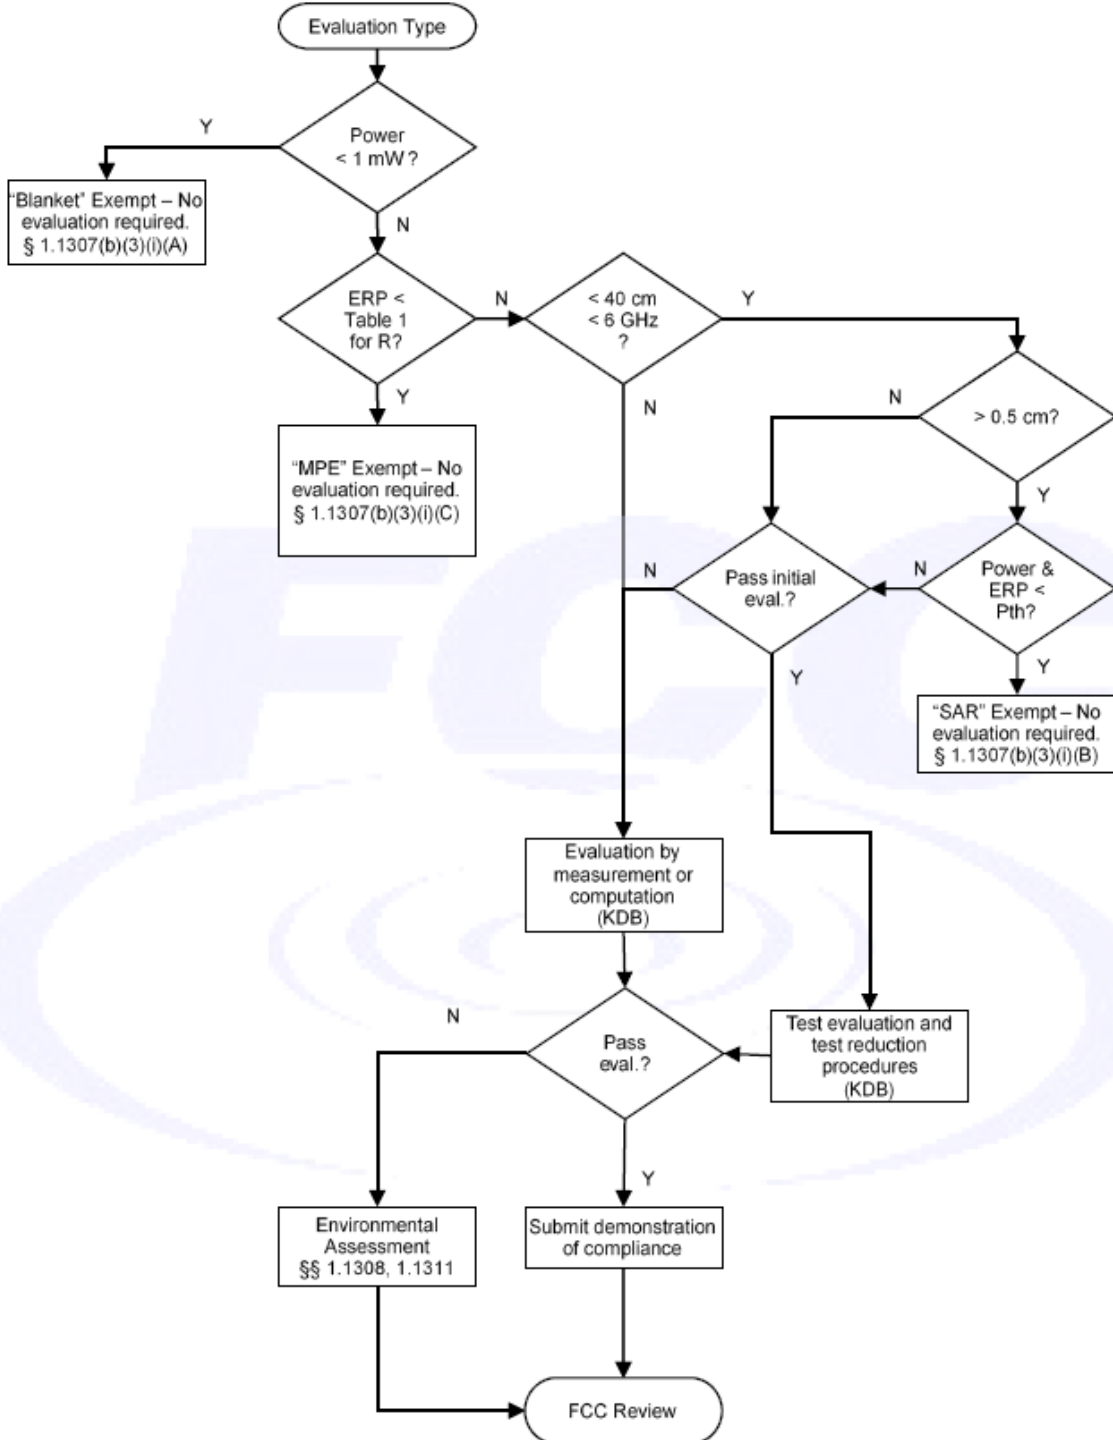 Evaluation Type
Y
Power
< 1 mW ?
"Blanket" Exempt – No
evaluation required.
§ 1.1307(b)(3)(i)(A)
N
ERP <
Table 1
for R?
N
< 40 cm
< 6 GHz
?
Y
Y
N
N
> 0.5 cm?
"MPE" Exempt – No
evaluation required.
§ 1.1307(b)(3)(i)(C)
Y
FCC
N
Pass initial
eval.?
N
Power &
ERP <
Pth?
Y
Y
"SAR" Exempt – No
evaluation required.
§ 1.1307(b)(3)(i)(B)
Evaluation by
measurement or
computation
(KDB)
N
Pass
eval.?
Test evaluation and
test reduction
procedures
(KDB)
Y
Environmental
Assessment
§§ 1.1308, 1.1311
Submit demonstration
of compliance
FCC Review